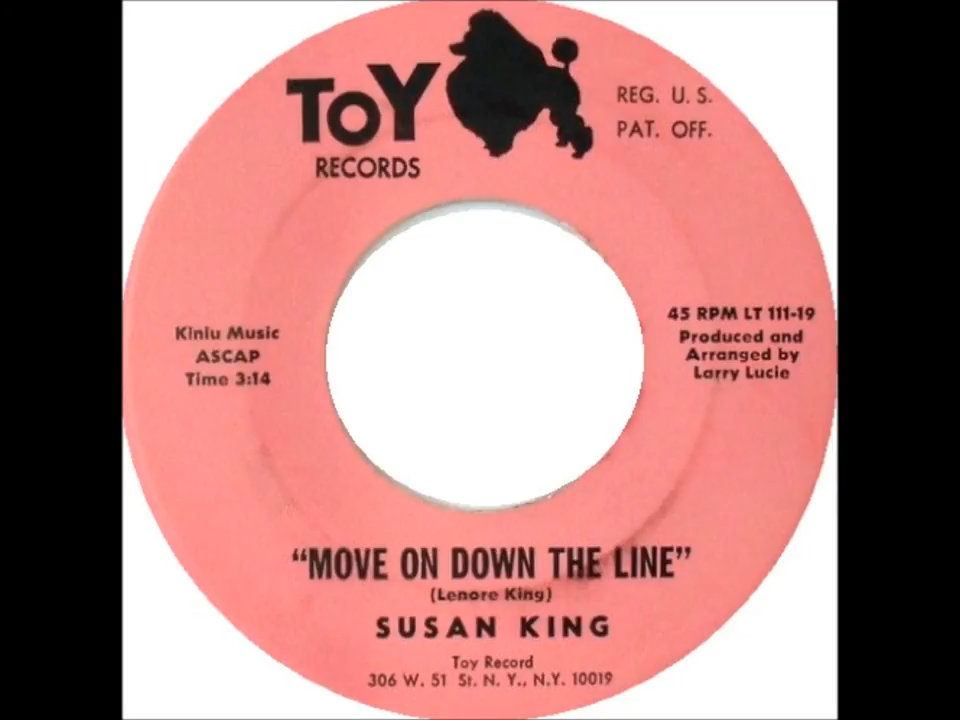 ToY
RECORDS
REG. U. S.
PAT. OFF.
Kinlu Music
ASCAP
Time 3:14
45 RPM LT 111-19
Produced and
Arranged by
Larry Lucie
“MOVE ON DOWN THE LINE”
(Lenore King)
SUSAN KING
Toy Record
306 W. 51 St. N. Y., N.Y. 10019